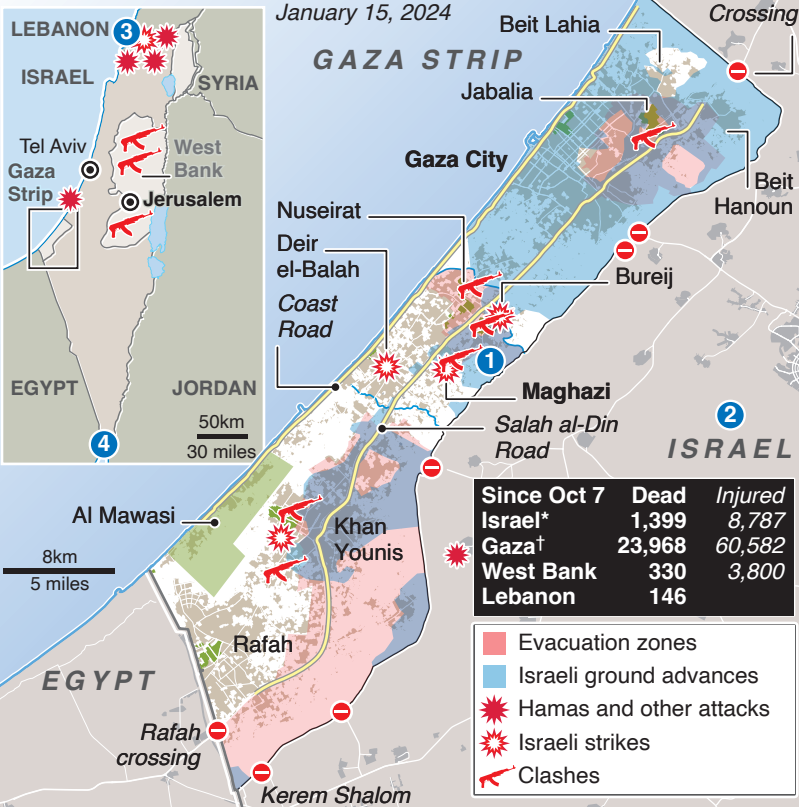 January 15, 2024
GAZA STRIP
Beit Lahia
Crossing
Jabalia
Gaza City
Beit
Hanoun
Nuseirat
Deir
el-Balah
Bureij
Coast
Road
1
Maghazi
2
Salah al-Din
Road
ISRAEL
Al Mawasi
Khan
Younis
8km
5 miles
Rafah
EGYPT
Rafah
crossing
Kerem Shalom
LEBANON
3
ISRAEL
SYRIA
Tel Aviv
West
Bank
Gaza
Strip
Jerusalem
EGYPT
JORDAN
50km
30 miles
4
Since Oct 7 Dead Injured
Israel* 1,399 8,787
Gaza† 23,968 60,582
West Bank 330 3,800
Lebanon 146
Evacuation zones
Israeli ground advances
Hamas and other attacks
Israeli strikes
Clashes